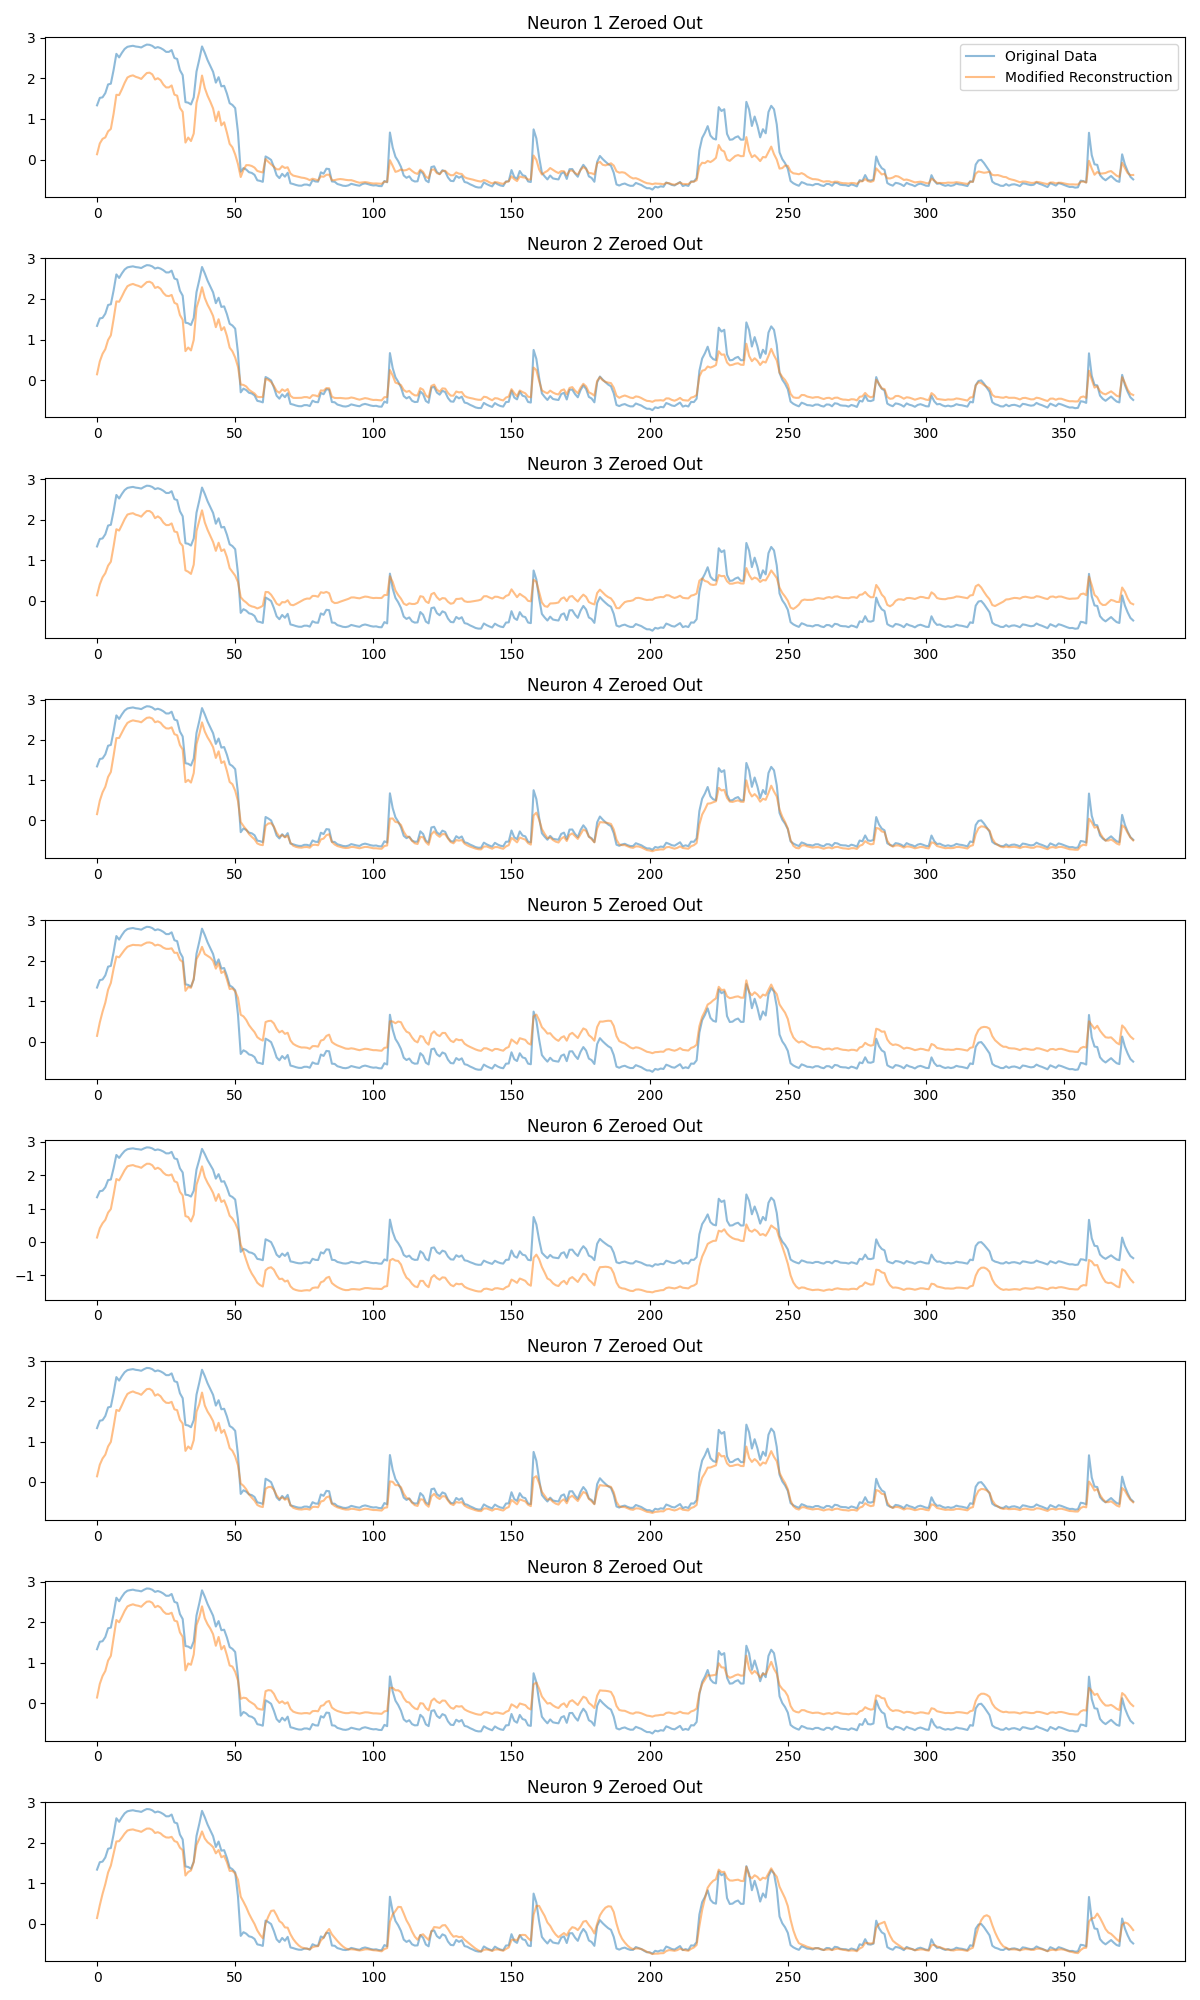 Neuron 1 Zeroed Out
3
2
1
0
Original Data
Modified Reconstruction
0 50 100 150 200 250 300 350
Neuron 2 Zeroed Out
3
2
1
0
0 50 100 150 200 250 300 350
Neuron 3 Zeroed Out
3
2
1
0
0 50 100 150 200 250 300 350
Neuron 4 Zeroed Out
3
2
1
0
0 50 100 150 200 250 300 350
Neuron 5 Zeroed Out
3
2
1
0
0 50 100 150 200 250 300 350
Neuron 6 Zeroed Out
3
2
1
0
−1
0 50 100 150 200 250 300 350
Neuron 7 Zeroed Out
3
2
1
0
0 50 100 150 200 250 300 350
Neuron 8 Zeroed Out
3
2
1
0
0 50 100 150 200 250 300 350
Neuron 9 Zeroed Out
3
2
1
0
0 50 100 150 200 250 300 350